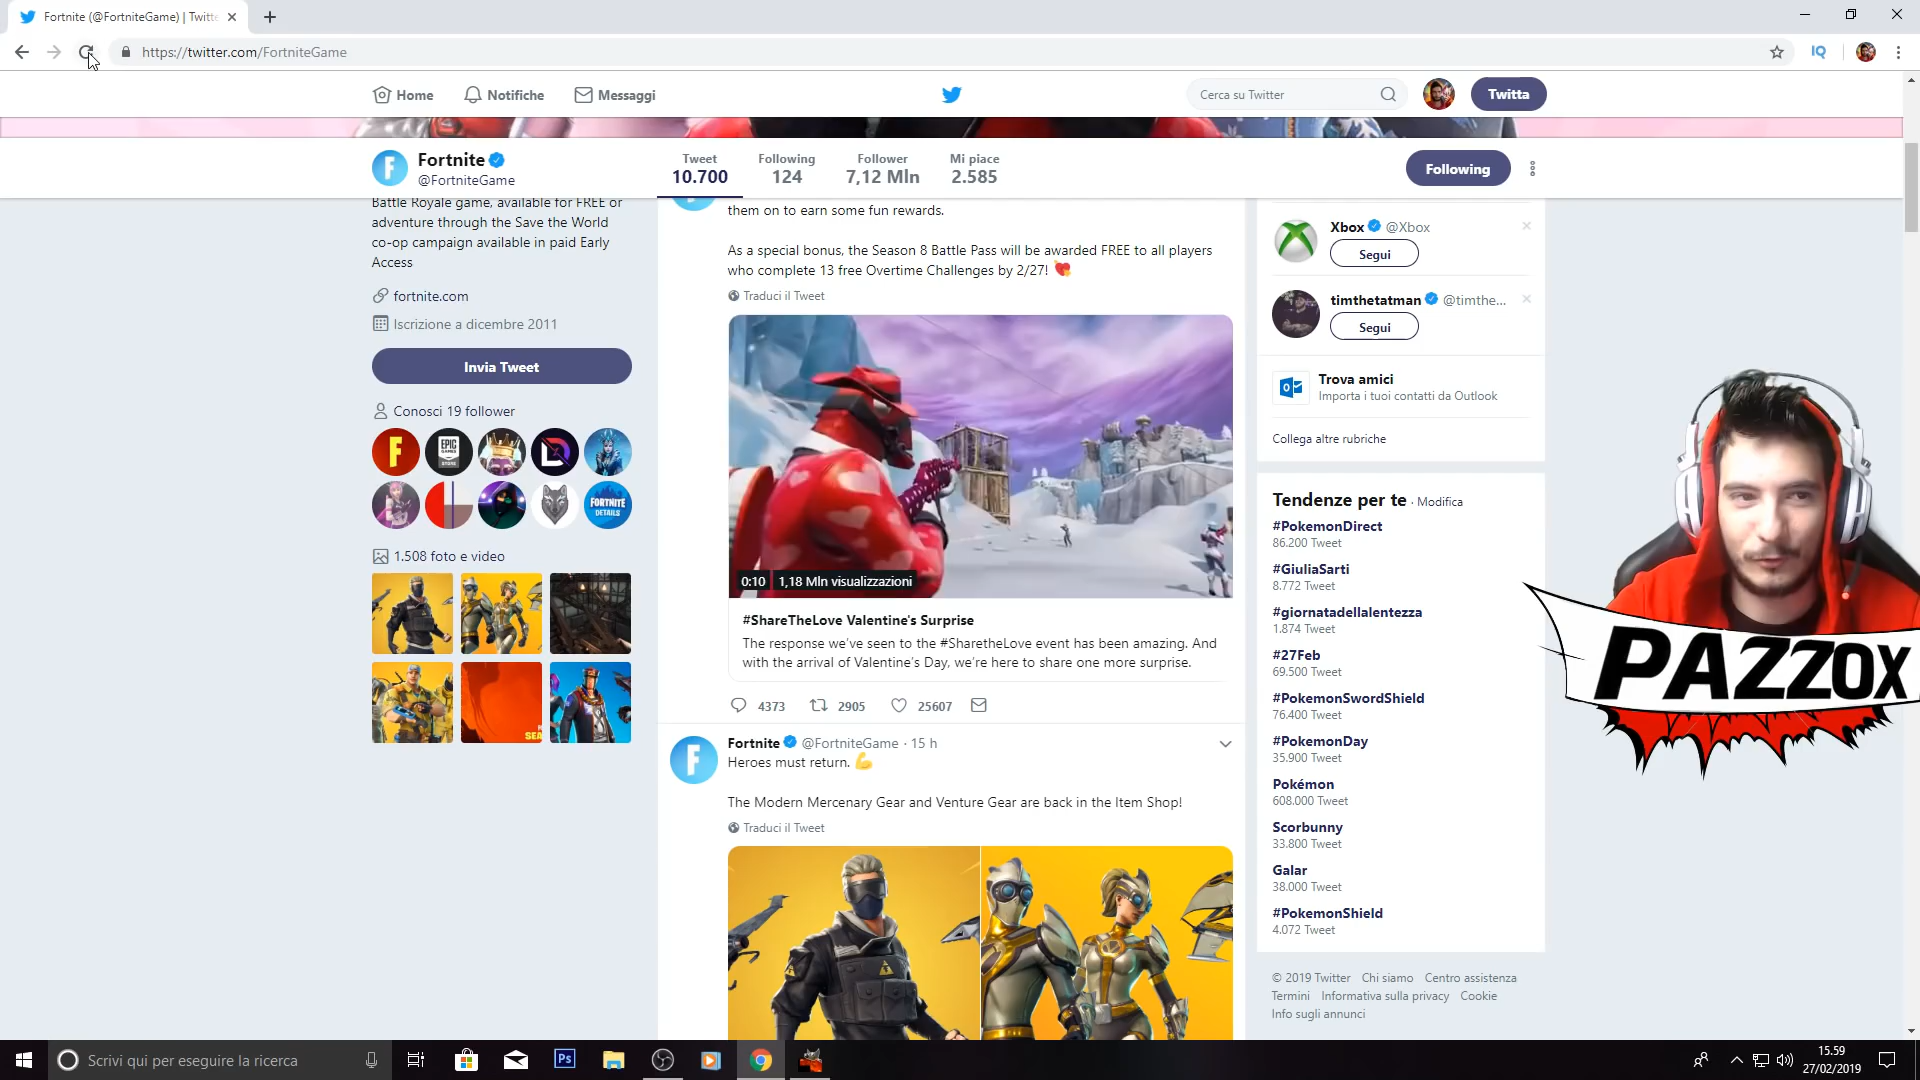 Fortnite (@FortniteGame) | Twitte
https://twitter.com/FortniteGame
IQ
Home
Notifiche
Messaggi
Cerca su Twitter
Twitta
Fortnite
@FortniteGame
Tweet
10.700
Following
124
Follower
7,12 Mln
Mi piace
2.585
Following
Battle Royale game, available for FREE or
adventure through the Save the World
co-op campaign available in paid Early
Access
fortnite.com
Iscrizione a dicembre 2011
Invia Tweet
Conosci 19 follower
EPIC GAMES STORE
FORTNITE DETAILS
1.508 foto e video
SEA
them on to earn some fun rewards.
As a special bonus, the Season 8 Battle Pass will be awarded FREE to all players
who complete 13 free Overtime Challenges by 2/27! 💘
Traduci il Tweet
0:10
1,18 Mln visualizzazioni
#ShareTheLove Valentine's Surprise
The response we've seen to the #SharetheLove event has been amazing. And
with the arrival of Valentine's Day, we're here to share one more surprise.
4373
2905
25607
Fortnite @FortniteGame · 15 h
Heroes must return. 💪
The Modern Mercenary Gear and Venture Gear are back in the Item Shop!
Traduci il Tweet
Xbox @Xbox
Segui
timthetatman @timthe...
Segui
Trova amici
Importa i tuoi contatti da Outlook
Collega altre rubriche
Tendenze per te · Modifica
#PokemonDirect
86.200 Tweet
#GiuliaSarti
8.772 Tweet
#giornatadellalentezza
1.874 Tweet
#27Feb
69.500 Tweet
#PokemonSwordShield
76.400 Tweet
#PokemonDay
35.900 Tweet
Pokémon
608.000 Tweet
Scorbunny
33.800 Tweet
Galar
38.000 Tweet
#PokemonShield
4.072 Tweet
© 2019 Twitter Chi siamo Centro assistenza
Termini Informativa sulla privacy Cookie
Info sugli annunci
PAZZOX
Scrivi qui per eseguire la ricerca
Ps
15.59
27/02/2019